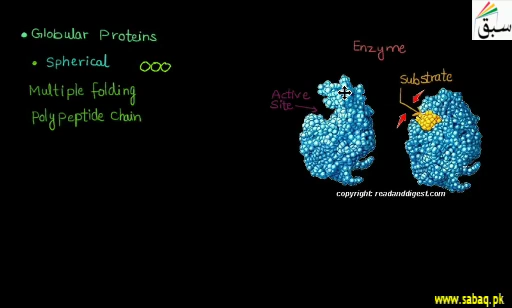 • Globular Proteins
• Spherical
Multiple folding
Polypeptide Chain
Enzyme
Substrate
Active
Site
copyright: readanddigest.com
سبق
www.sabaq.pk